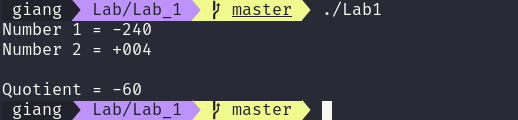 giang Lab/Lab_1 master ./Lab1
Number 1 = -240
Number 2 = +004
Quotient = -60
giang Lab/Lab_1 master